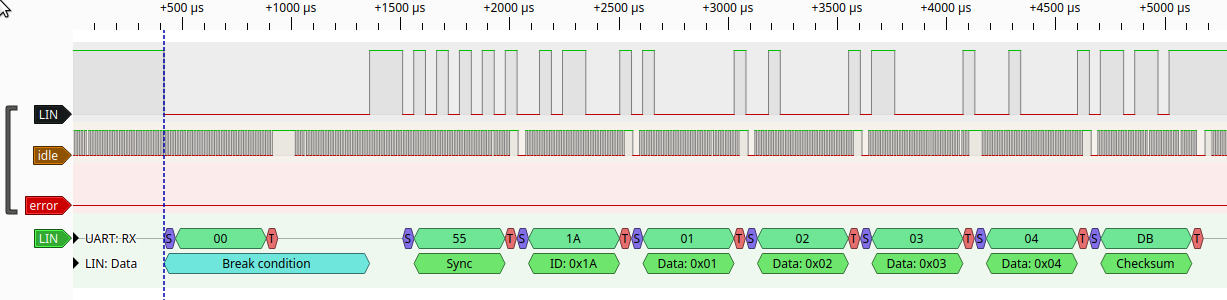 +500 µs +1000 µs +1500 µs +2000 µs +2500 µs +3000 µs +3500 µs +4000 µs +4500 µs +5000 µs
LIN
idle
error
LIN UART: RX S 00 T S 55 T S 1A T S 01 T S 02 T S 03 T S 04 T S DB T
LIN: Data Break condition Sync ID: 0x1A Data: 0x01 Data: 0x02 Data: 0x03 Data: 0x04 Checksum